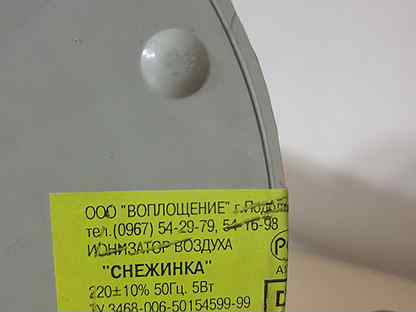 ООО "ВОПЛОЩЕНИЕ" г.Подоль
тел.(0967) 54-29-79, 54-16-98
ИОНИЗАТОР ВОЗДУХА
"СНЕЖИНКА"
220±10% 50Гц. 5Вт
ТУ 3468-006-50154599-99